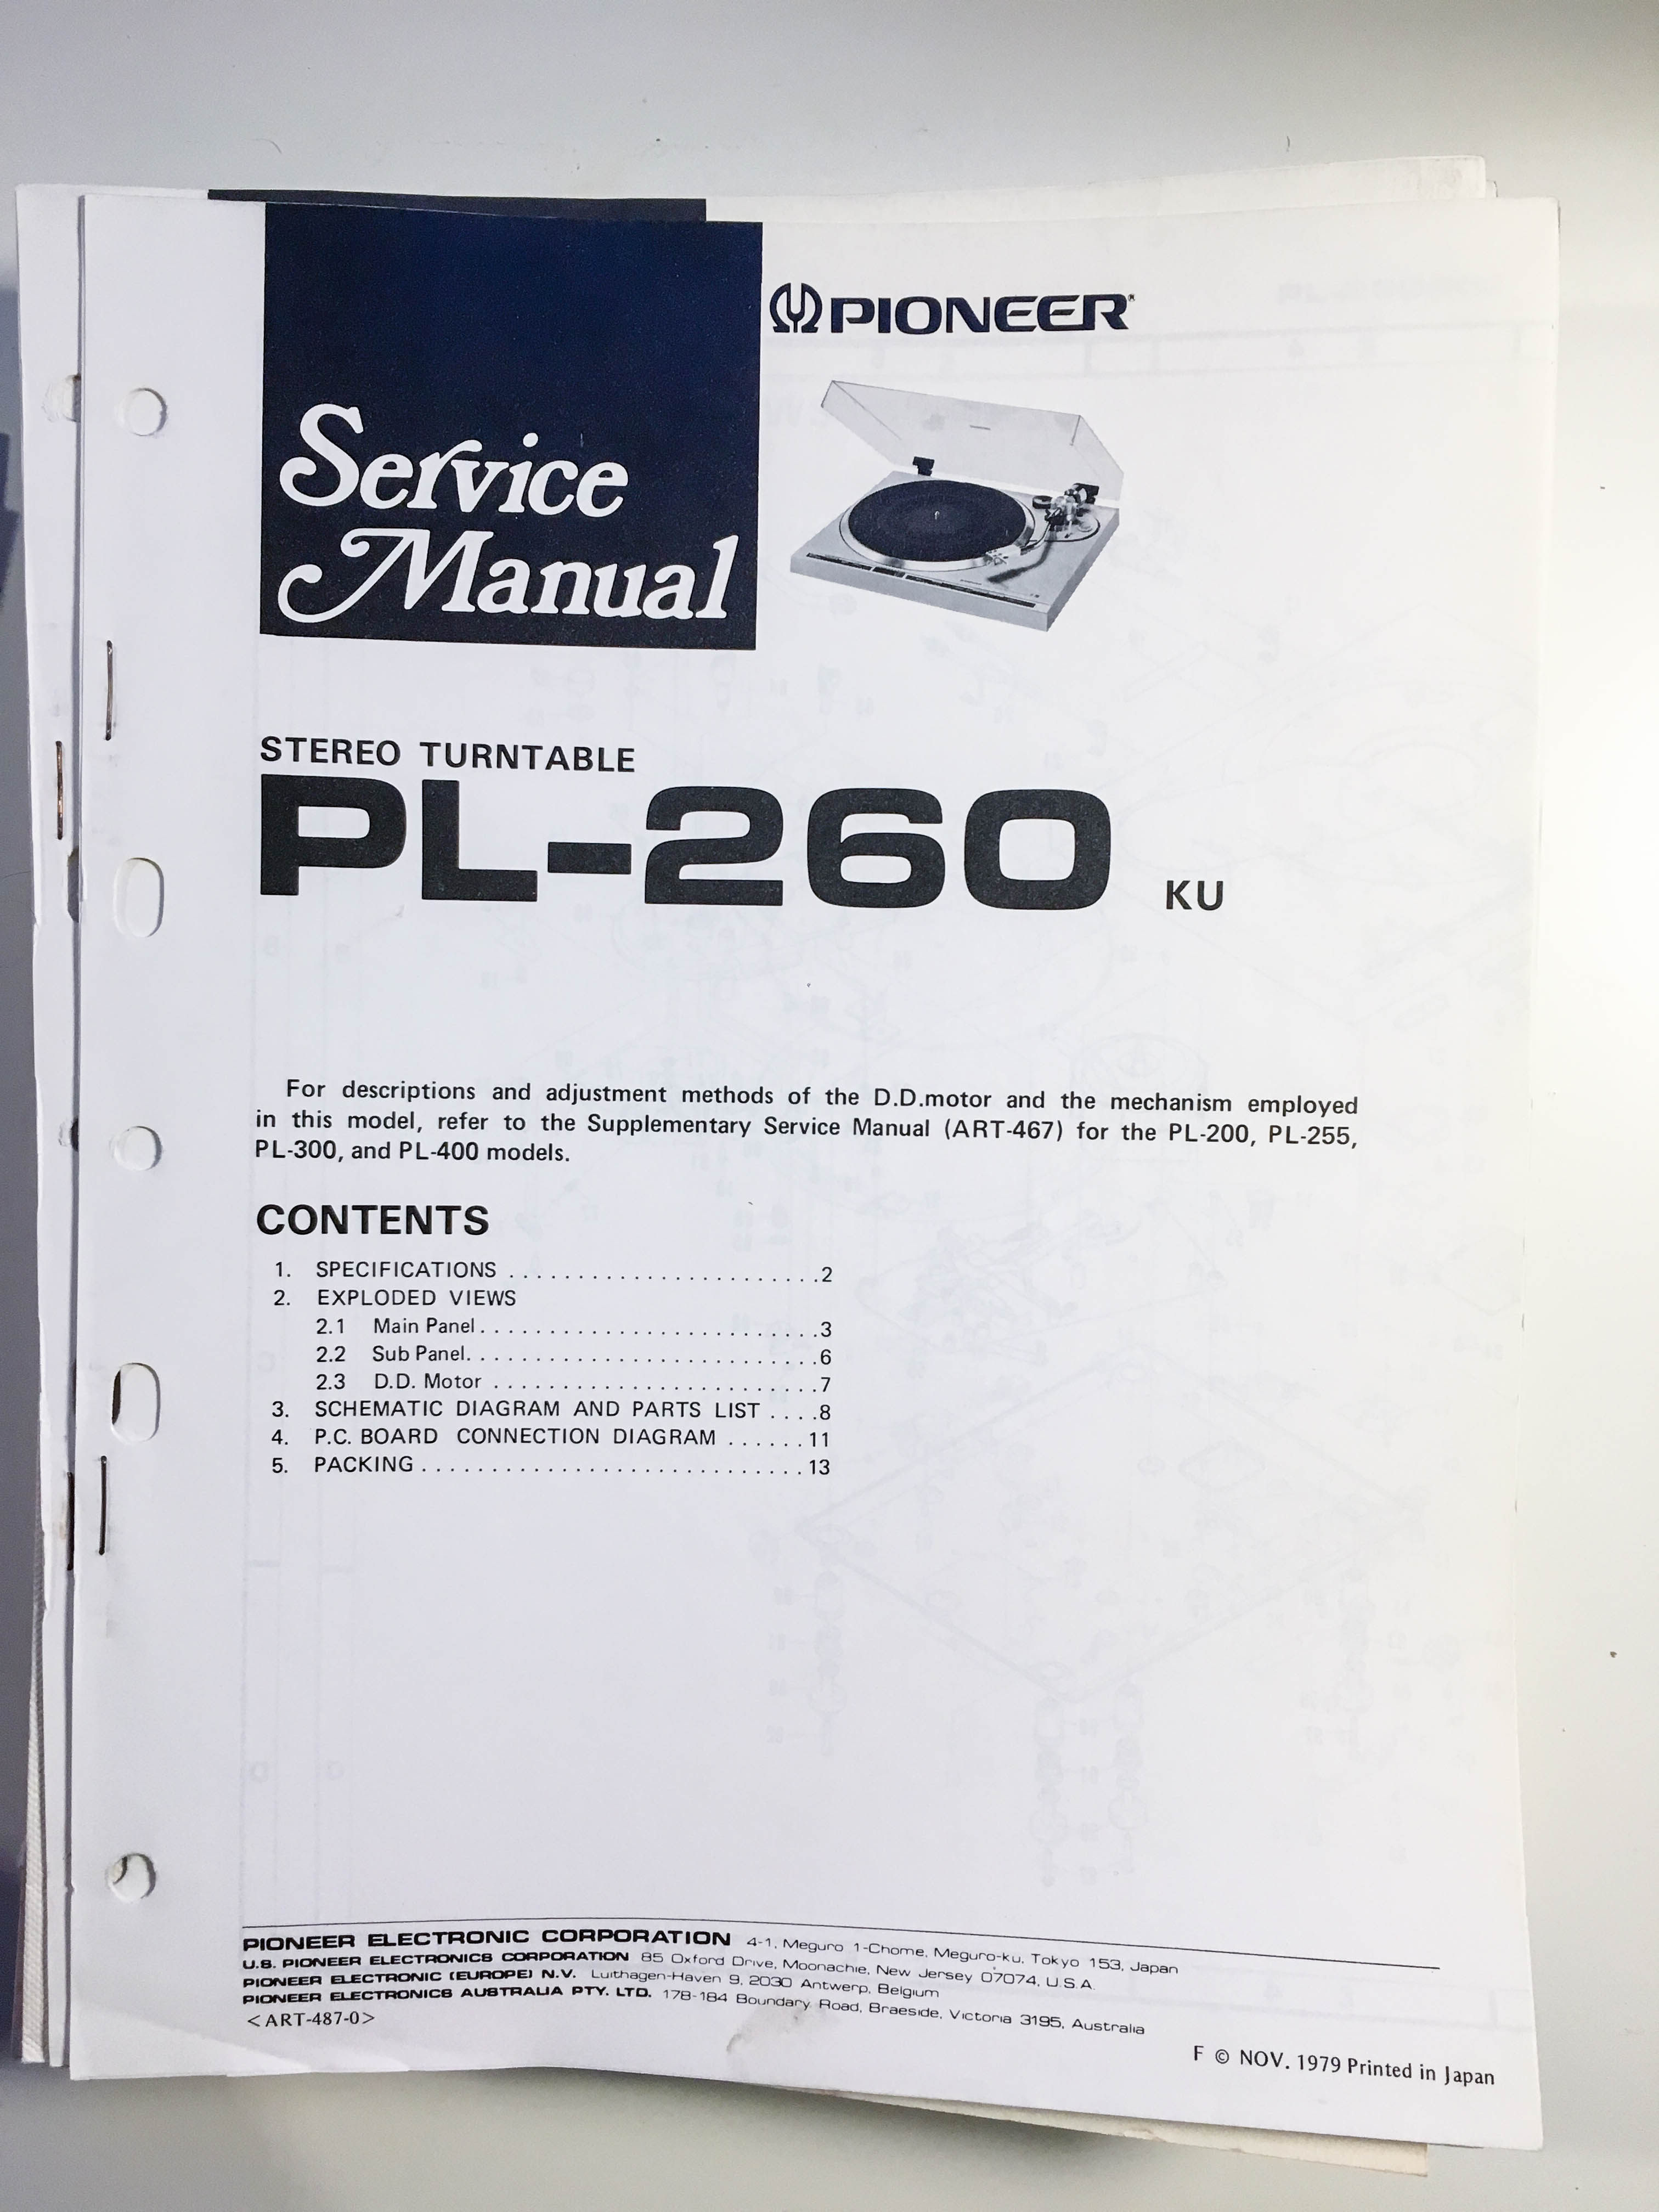 PIONEER®
Service
Manual
STEREO TURNTABLE
PL-260 KU
For descriptions and adjustment methods of the D.D.motor and the mechanism employed
in this model, refer to the Supplementary Service Manual (ART-467) for the PL-200, PL-255,
PL-300, and PL-400 models.
CONTENTS
1. SPECIFICATIONS ....................... 2
2. EXPLODED VIEWS
2.1 Main Panel ......................... 3
2.2 Sub Panel. ......................... 6
2.3 D.D. Motor ........................ 7
3. SCHEMATIC DIAGRAM AND PARTS LIST .... 8
4. P.C. BOARD CONNECTION DIAGRAM ...... 11
5. PACKING ............................ 13
PIONEER ELECTRONIC CORPORATION 4-1, Meguro 1-Chome, Meguro-ku, Tokyo 153, Japan
U.S. PIONEER ELECTRONICS CORPORATION 85 Oxford Drive, Moonachie, New Jersey 07074, U.S.A.
PIONEER ELECTRONIC (EUROPE) N.V. Luithagen-Haven 9, 2030 Antwerp, Belgium
PIONEER ELECTRONICS AUSTRALIA PTY. LTD. 178-184 Boundary Road, Braeside, Victoria 3195, Australia
<ART-487-0>
F © NOV. 1979 Printed in Japan